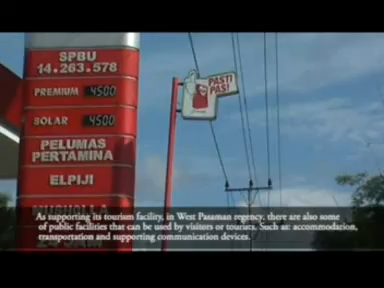 SPBU
14.263.578
PREMIUM 4500
SOLAR 4500
PELUMAS
PERTAMINA
ELPIJI
MUSHOLLA
PASTI
PAS!
As supporting its tourism facility, in West Pasaman regency, there are also some
of public facilities that can be used by visitors or tourists. Such as: accommodation,
transportation and supporting communication devices.